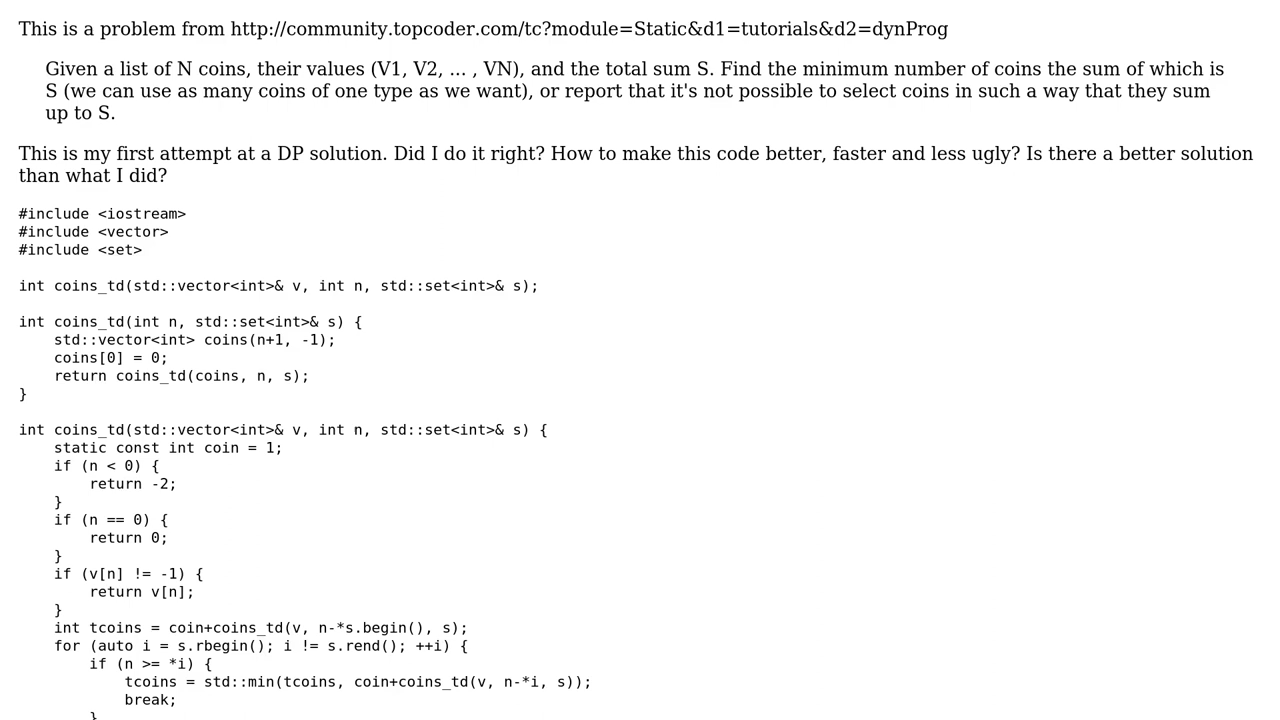 This is a problem from http://community.topcoder.com/tc?module=Static&d1=tutorials&d2=dynProg
Given a list of N coins, their values (V1, V2, ... , VN), and the total sum S. Find the minimum number of coins the sum of which is
S (we can use as many coins of one type as we want), or report that it's not possible to select coins in such a way that they sum
up to S.
This is my first attempt at a DP solution. Did I do it right? How to make this code better, faster and less ugly? Is there a better solution
than what I did?
#include <iostream>
#include <vector>
#include <set>
int coins_td(std::vector<int>& v, int n, std::set<int>& s);
int coins_td(int n, std::set<int>& s) {
    std::vector<int> coins(n+1, -1);
    coins[0] = 0;
    return coins_td(coins, n, s);
}
int coins_td(std::vector<int>& v, int n, std::set<int>& s) {
    static const int coin = 1;
    if (n < 0) {
        return -2;
    }
    if (n == 0) {
        return 0;
    }
    if (v[n] != -1) {
        return v[n];
    }
    int tcoins = coin+coins_td(v, n-*s.begin(), s);
    for (auto i = s.rbegin(); i != s.rend(); ++i) {
        if (n >= *i) {
            tcoins = std::min(tcoins, coin+coins_td(v, n-*i, s));
            break;
        }